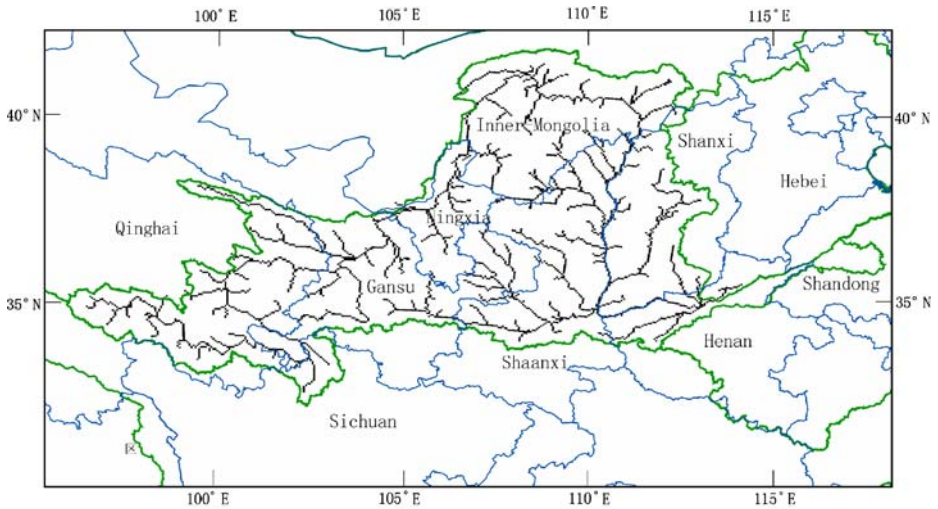 100°E 105°E 110°E 115°E
40°N 40°N
Inner Mongolia
Shanxi
Hebei
Ningxia
Qinghai
Gansu
Shandong
35°N 35°N
Henan
Shaanxi
Sichuan
区
100°E 105°E 110°E 115°E